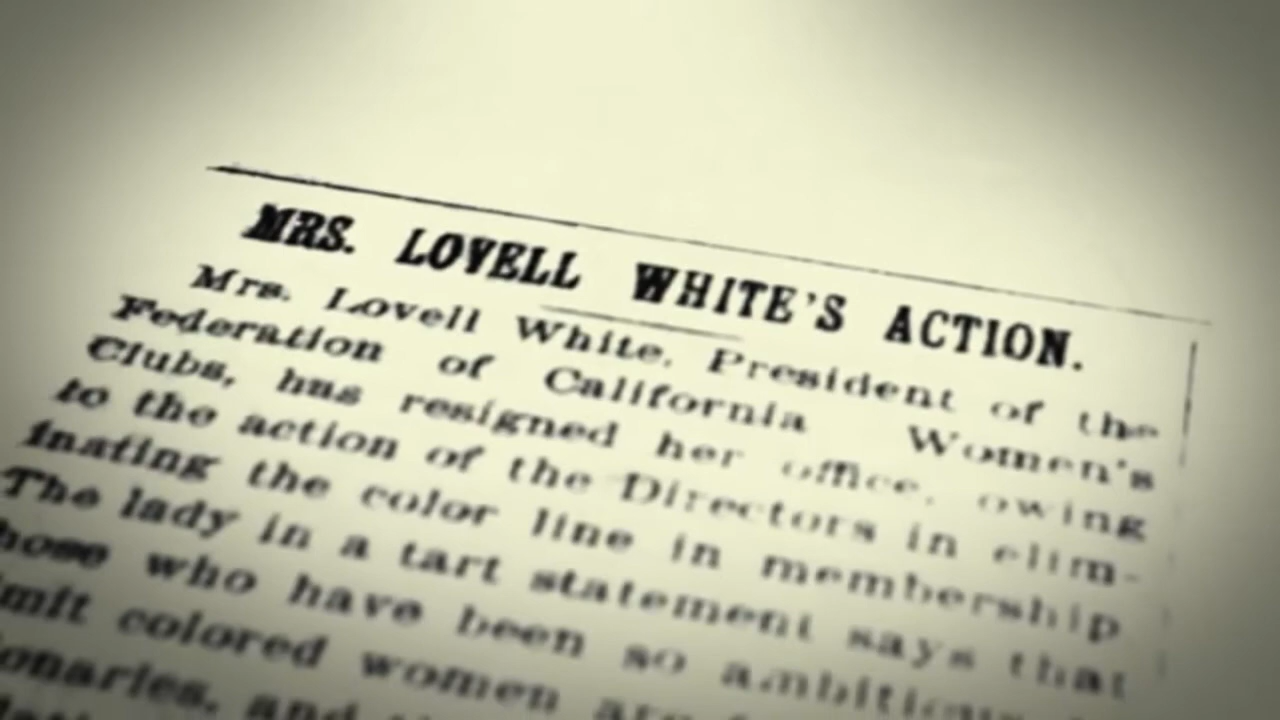 MRS. LOVELL WHITE'S ACTION.
Mrs. Lovell White, President of the
Federation of California Women's
Clubs, has resigned her office, owing
to the action of the Directors in elim-
inating the color line in membership
The lady in a tart statement says that
who have been so ambitious
colored women are
and